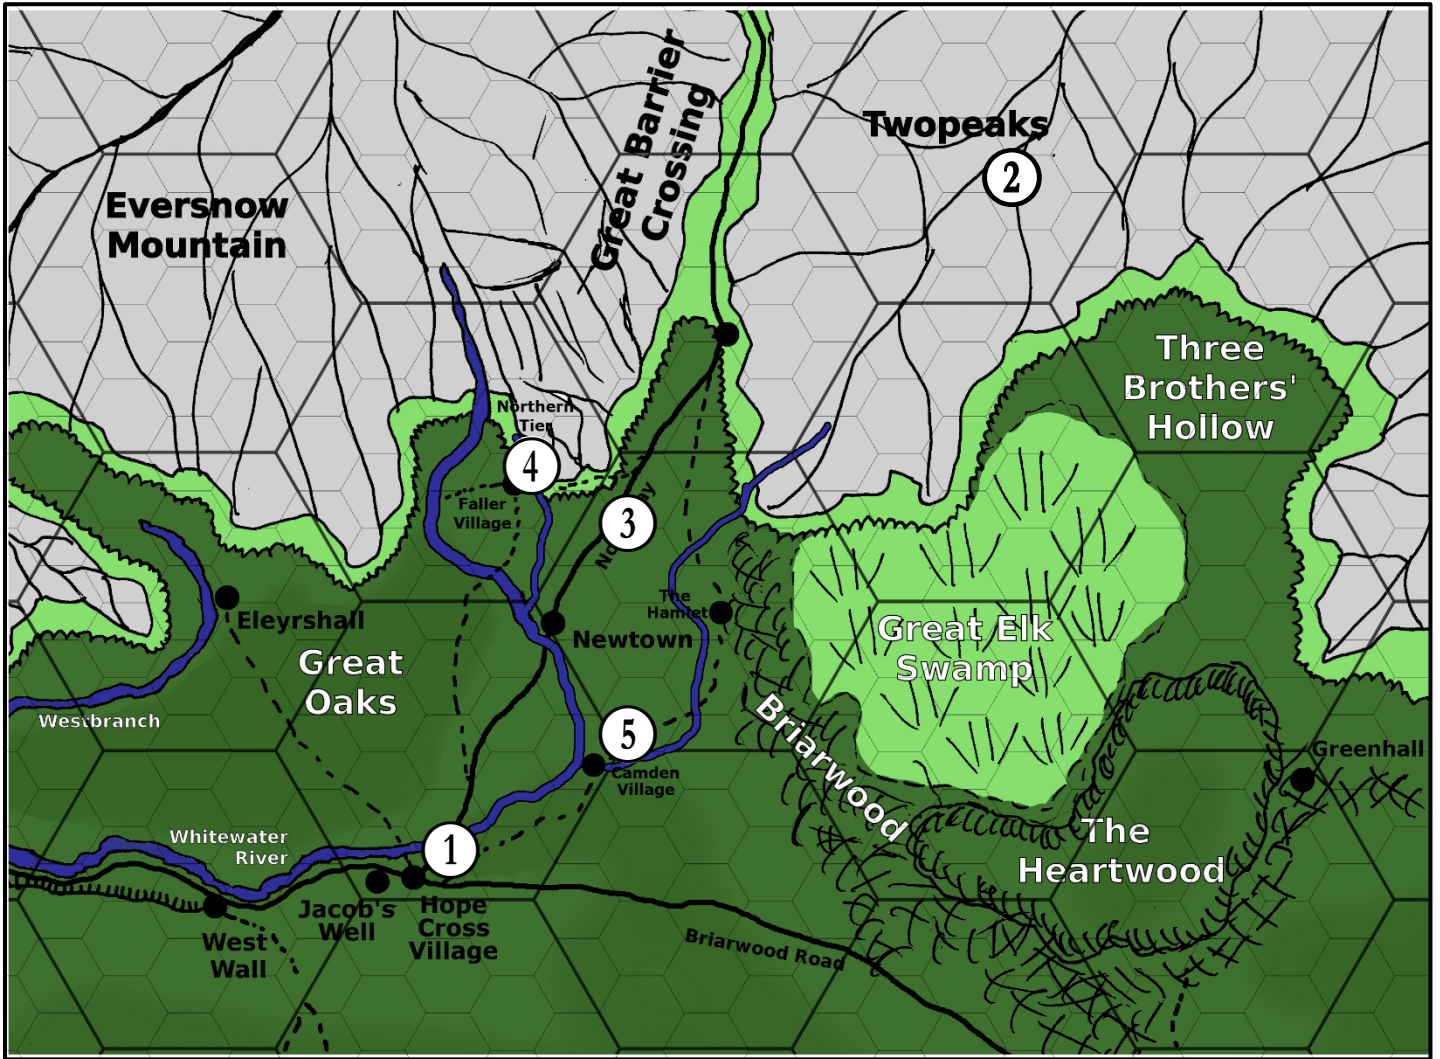 Great Barrier
Crossing
Twopeaks
2
Eversnow
Mountain
Three
Brothers'
Hollow
Northern
Tier
4
Faller
Village
3
The
Hamlet
Eleyrshall
Newtown
Great Elk
Swamp
Great
Oaks
Westbranch
5
Briarwood
Camden
Village
Greenhall
Whitewater
River
1
The
Heartwood
Jacob's
Well
Hope
Cross
Village
West
Wall
Briarwood Road